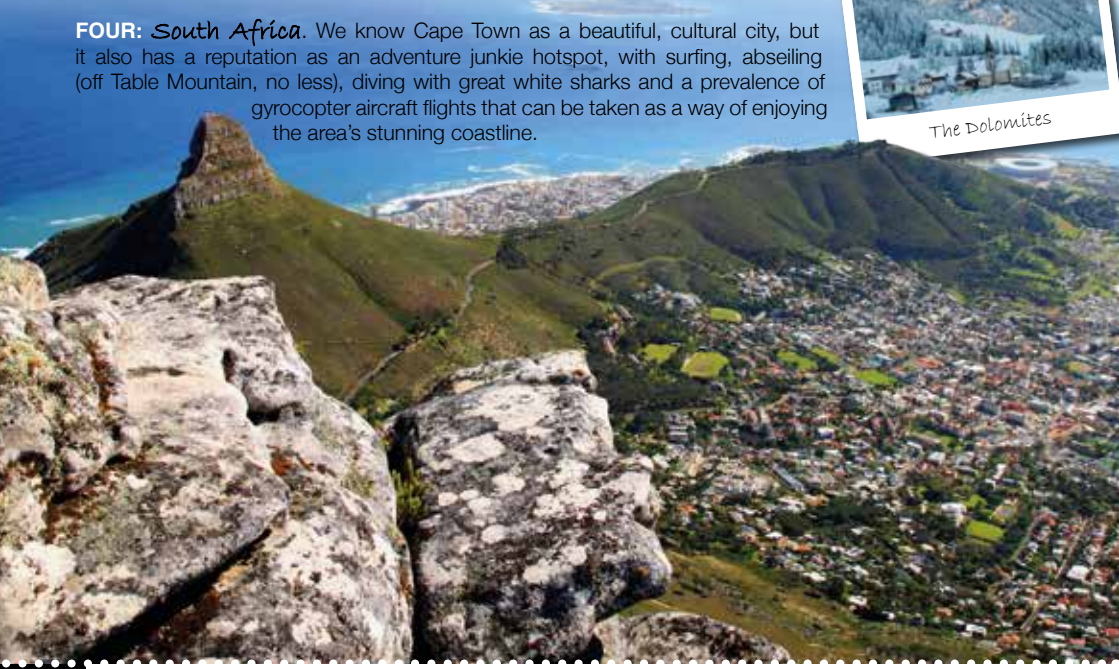 FOUR: South Africa. We know Cape Town as a beautiful, cultural city, but
it also has a reputation as an adventure junkie hotspot, with surfing, abseiling
(off Table Mountain, no less), diving with great white sharks and a prevalence of
gyrocopter aircraft flights that can be taken as a way of enjoying
the area's stunning coastline.
The Dolomites